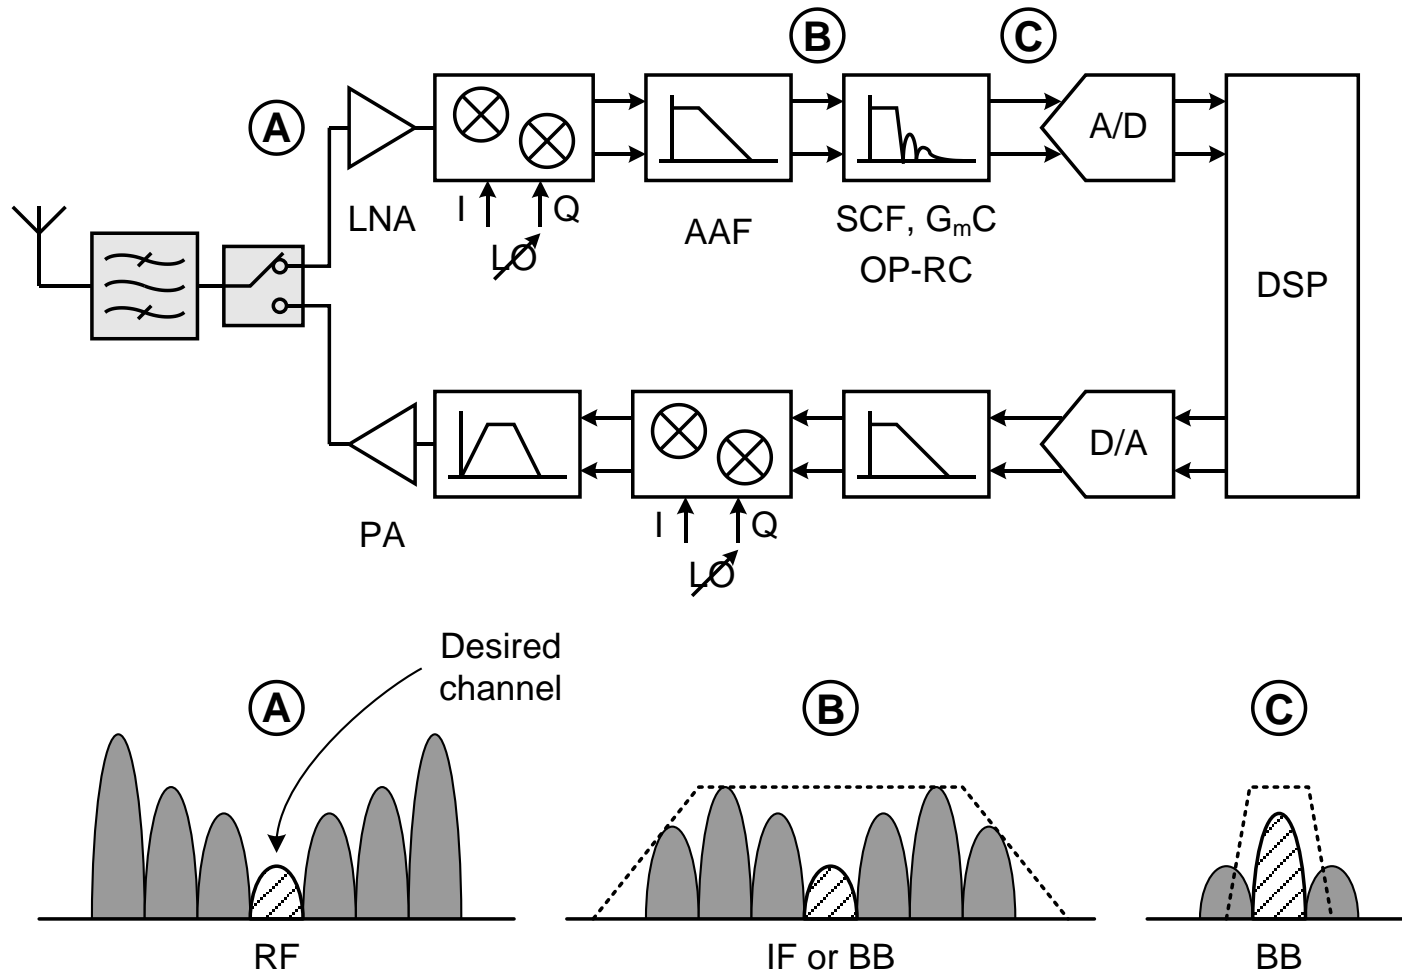 B
C
A
A/D
LNA
I
Q
LO
AAF
SCF, GmC
OP-RC
DSP
D/A
PA
I
Q
LO
Desired
channel
A
B
C
RF
IF or BB
BB